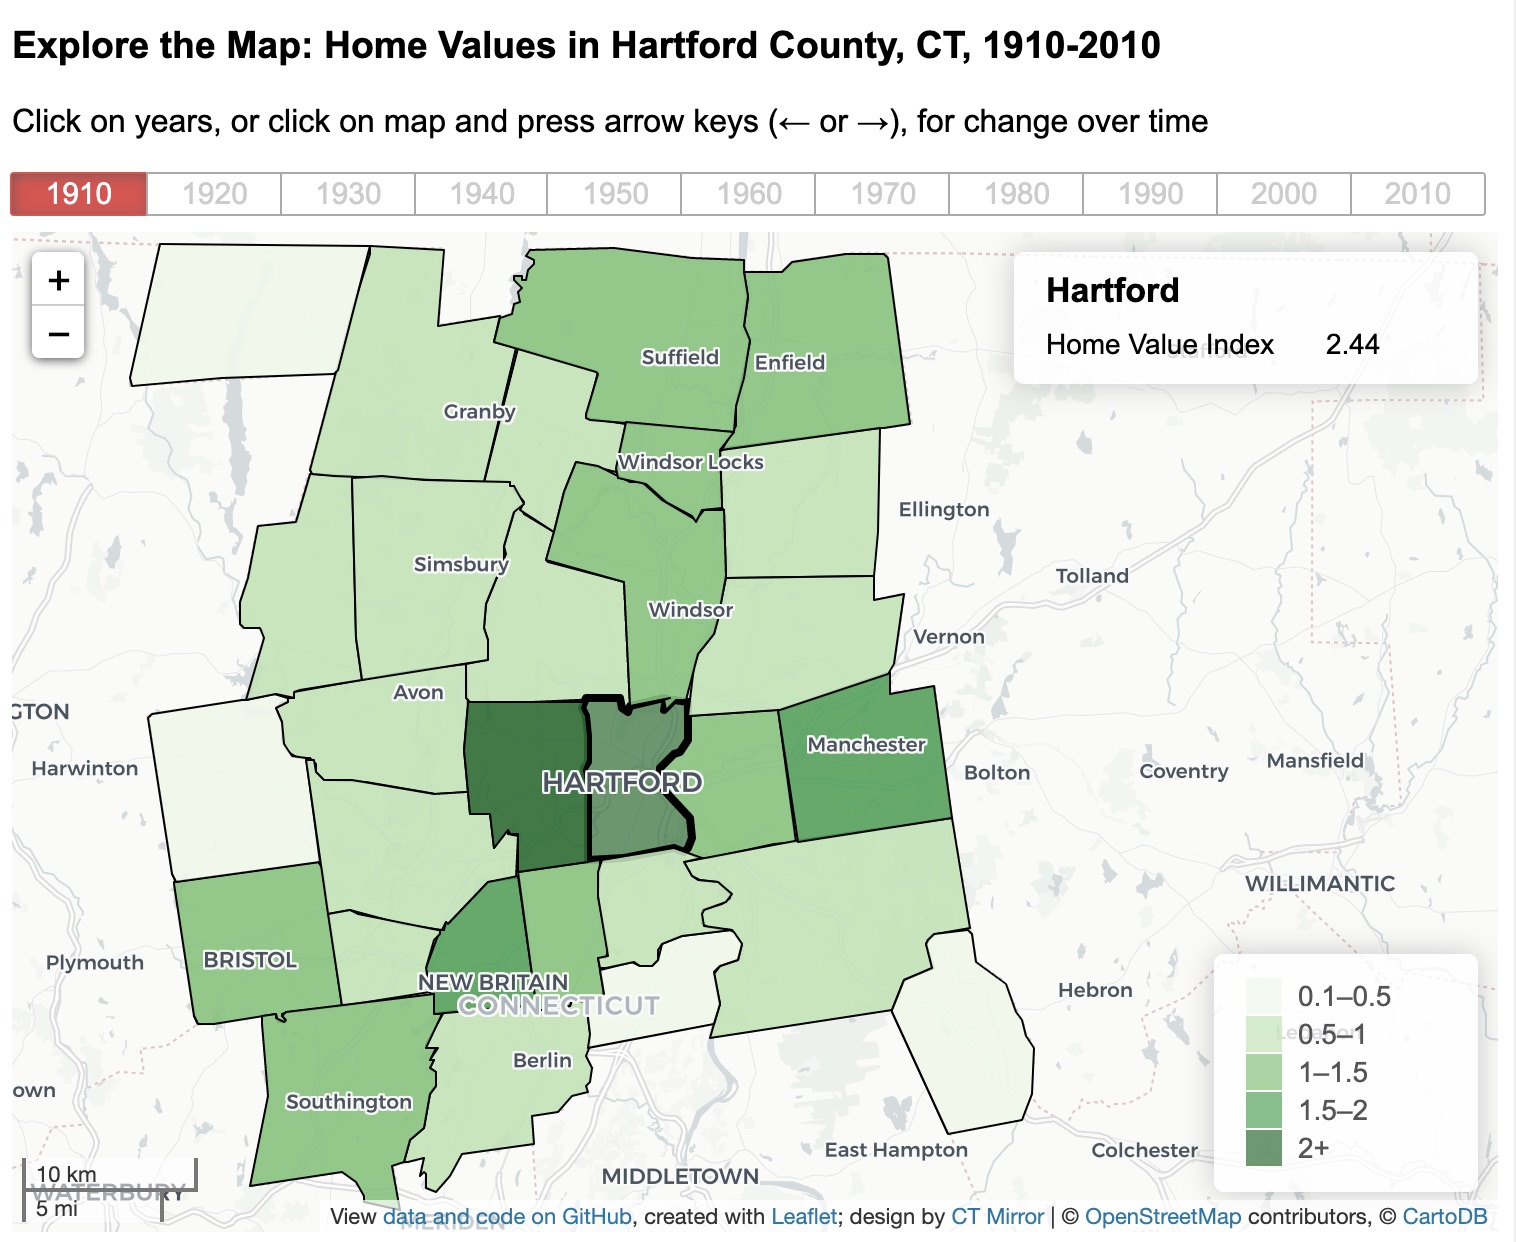 Explore the Map: Home Values in Hartford County, CT, 1910-2010
Click on years, or click on map and press arrow keys (← or →), for change over time
1910 1920 1930 1940 1950 1960 1970 1980 1990 2000 2010
+
−
Hartford
Home Value Index 2.44
Suffield
Enfield
Granby
Windsor Locks
Ellington
Simsbury
Tolland
Windsor
Vernon
Avon
GTON
Manchester
Harwinton
HARTFORD
Bolton
Coventry
Mansfield
WILLIMANTIC
Plymouth
BRISTOL
NEW BRITAIN
CONNECTICUT
Hebron
Berlin
own
Southington
East Hampton
Colchester
MIDDLETOWN
WATERBURY
MERIDEN
0.1–0.5
0.5–1
1–1.5
1.5–2
2+
10 km
5 mi
View data and code on GitHub, created with Leaflet; design by CT Mirror | © OpenStreetMap contributors, © CartoDB